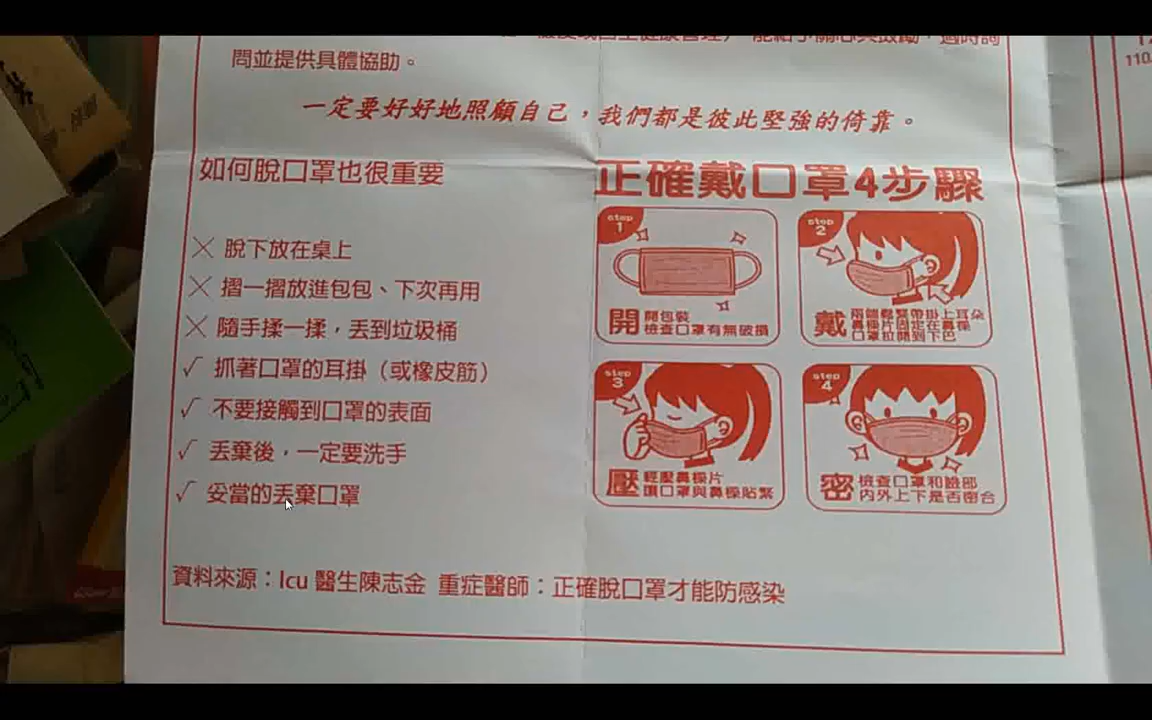 問並提供具體協助。
一定要好好地照顧自己，我們都是彼此堅強的倚靠。
如何脫口罩也很重要
╳ 脫下放在桌上
╳ 摺一摺放進包包、下次再用
╳ 隨手揉一揉，丟到垃圾桶
√ 抓著口罩的耳掛（或橡皮筋）
√ 不要接觸到口罩的表面
√ 丟棄後，一定要洗手
√ 妥當的丟棄口罩
正確戴口罩4步驟
step 1
開 開包裝
檢查口罩有無破損
step 2
戴 兩端鬆緊帶掛上耳朵
鼻樑片固定在鼻樑
口罩拉開到下巴
step 3
壓 輕壓鼻樑片
讓口罩與鼻樑貼緊
step 4
密 檢查口罩和臉部
內外上下是否密合
資料來源：Icu 醫生陳志金 重症醫師：正確脫口罩才能防感染